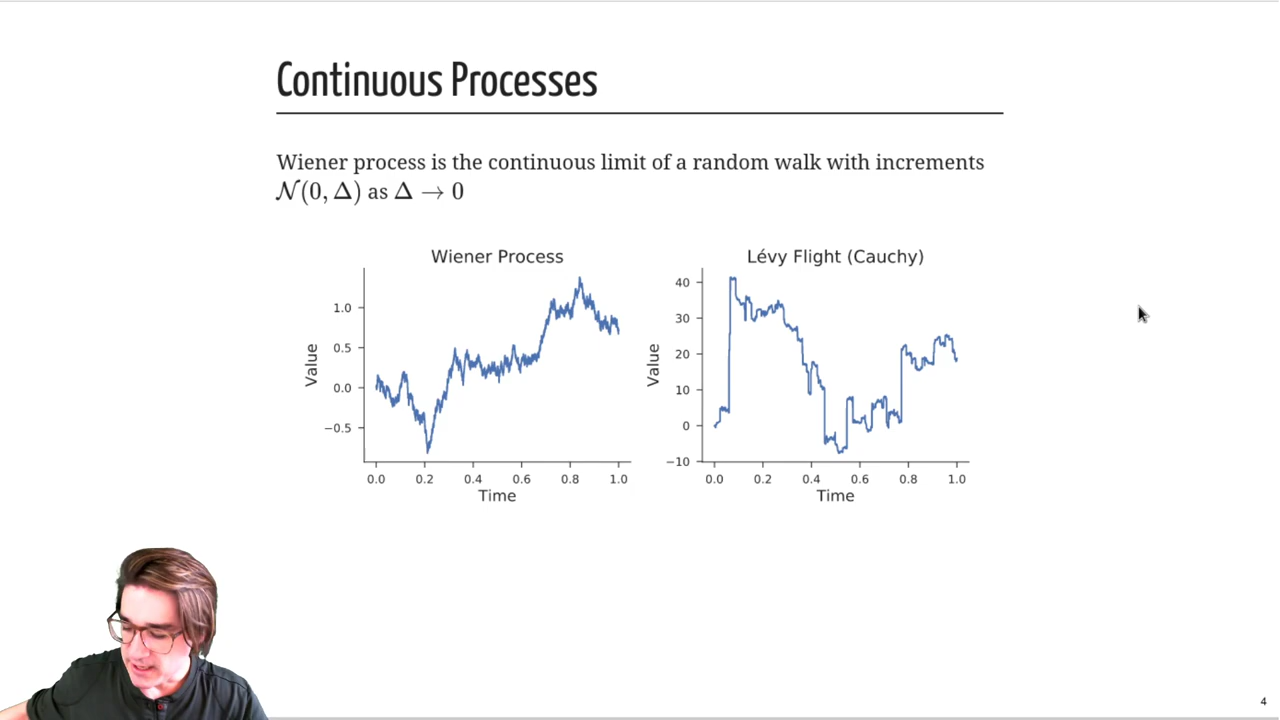 Continuous Processes
Wiener process is the continuous limit of a random walk with increments
𝒩(0, Δ) as Δ → 0
Wiener Process
1.0
0.5
0.0
−0.5
Value
0.0 0.2 0.4 0.6 0.8 1.0
Time
Lévy Flight (Cauchy)
40
30
20
10
0
−10
Value
0.0 0.2 0.4 0.6 0.8 1.0
Time
4